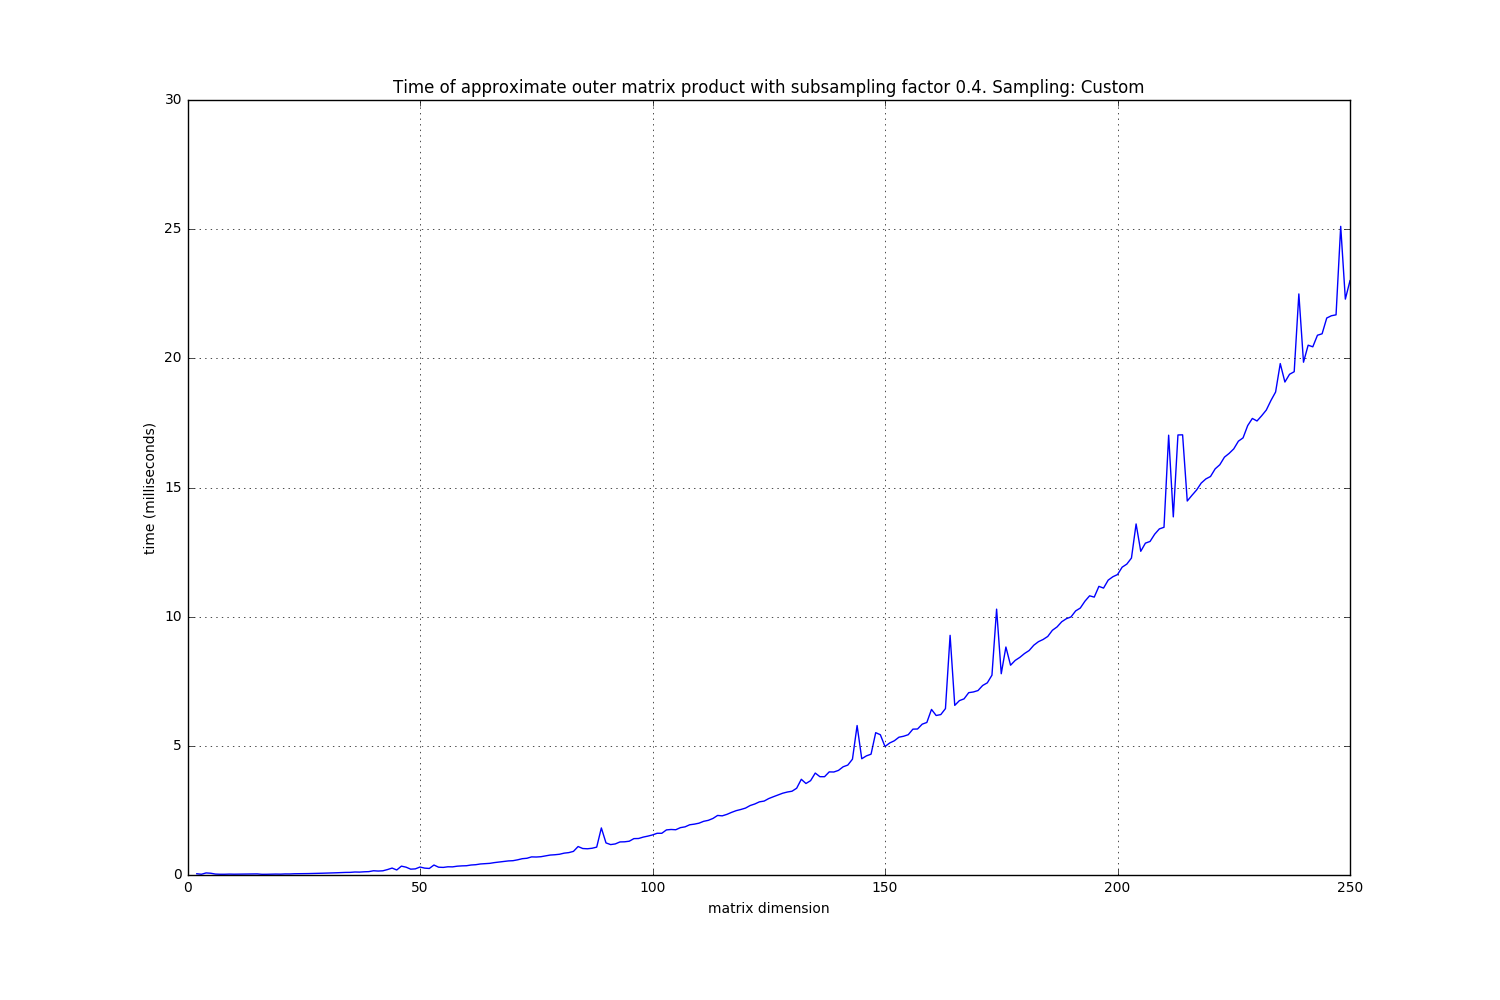 Time of approximate outer matrix product with subsampling factor 0.4. Sampling: Custom
30
25
20
15
10
5
0
time (milliseconds)
0 50 100 150 200 250
matrix dimension